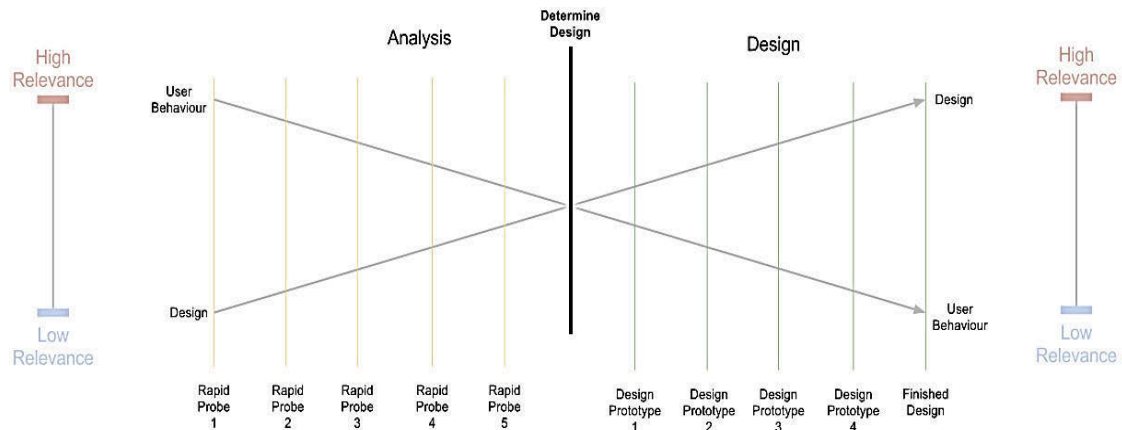 Determine
Design
Analysis
Design
High
Relevance
High
Relevance
User
Behaviour
Design
Design
User
Behaviour
Low
Relevance
Low
Relevance
Rapid
Probe
1
Rapid
Probe
2
Rapid
Probe
3
Rapid
Probe
4
Rapid
Probe
5
Design
Prototype
1
Design
Prototype
2
Design
Prototype
3
Design
Prototype
4
Finished
Design